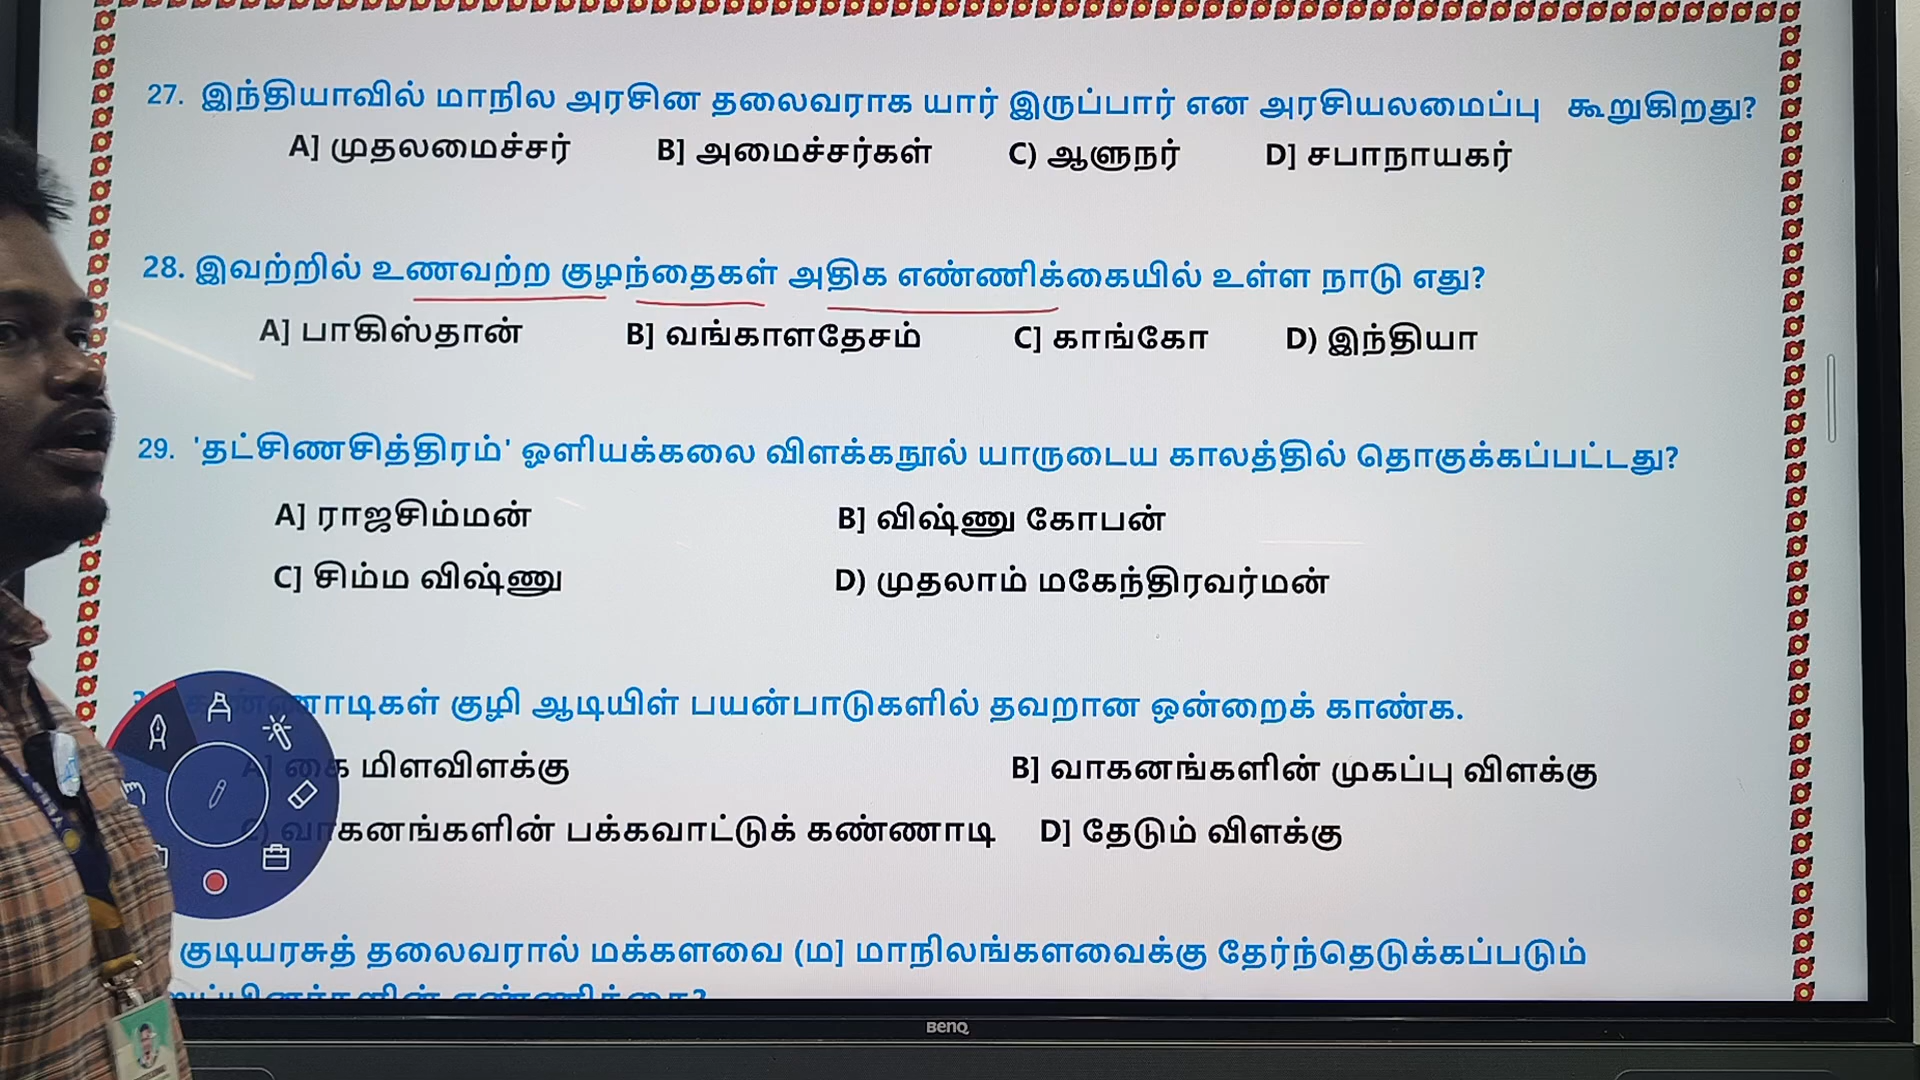 27. இந்தியாவில் மாநில அரசின தலைவராக யார் இருப்பார் என அரசியலமைப்பு கூறுகிறது?
A] முதலமைச்சர் B] அமைச்சர்கள் C) ஆளுநர் D] சபாநாயகர்
28. இவற்றில் உணவற்ற குழந்தைகள் அதிக எண்ணிக்கையில் உள்ள நாடு எது?
A] பாகிஸ்தான் B] வங்காளதேசம் C] காங்கோ D) இந்தியா
29. 'தட்சிணசித்திரம்' ஓளியக்கலை விளக்கநூல் யாருடைய காலத்தில் தொகுக்கப்பட்டது?
A] ராஜசிம்மன் B] விஷ்ணு கோபன்
C] சிம்ம விஷ்ணு D) முதலாம் மகேந்திரவர்மன்
குழி ஆடியிள் பயன்பாடுகளில் தவறான ஒன்றைக் காண்க.
A] கை மிளவிளக்கு B] வாகனங்களின் முகப்பு விளக்கு
வாகனங்களின் பக்கவாட்டுக் கண்ணாடி D] தேடும் விளக்கு
குடியரசுத் தலைவரால் மக்களவை (ம] மாநிலங்களவைக்கு தேர்ந்தெடுக்கப்படும்
BenQ